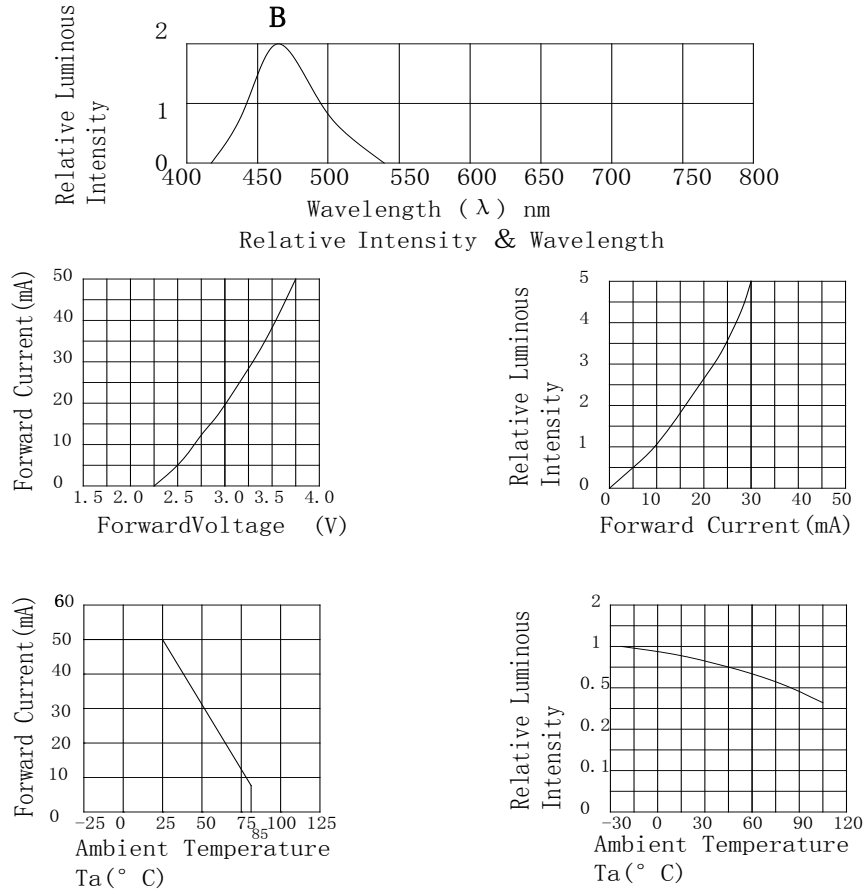 B
Relative Luminous
Intensity
2
1
0
400 450 500 550 600 650 700 750 800
Wavelength (λ) nm
Relative Intensity & Wavelength
Forward Current(mA)
50
40
30
20
10
0
1.5 2.0 2.5 3.0 3.5 4.0
ForwardVoltage (V)
Relative Luminous
Intensity
5
4
3
2
1
0
0 10 20 30 40 50
Forward Current(mA)
Forward Current(mA)
60
50
40
30
20
10
0
-25 0 25 50 75 100 125
85
Ambient Temperature
Ta(° C)
Relative Luminous
Intensity
2
1
0.5
0.2
0.1
0
-30 0 30 60 90 120
Ambient Temperature
Ta(° C)